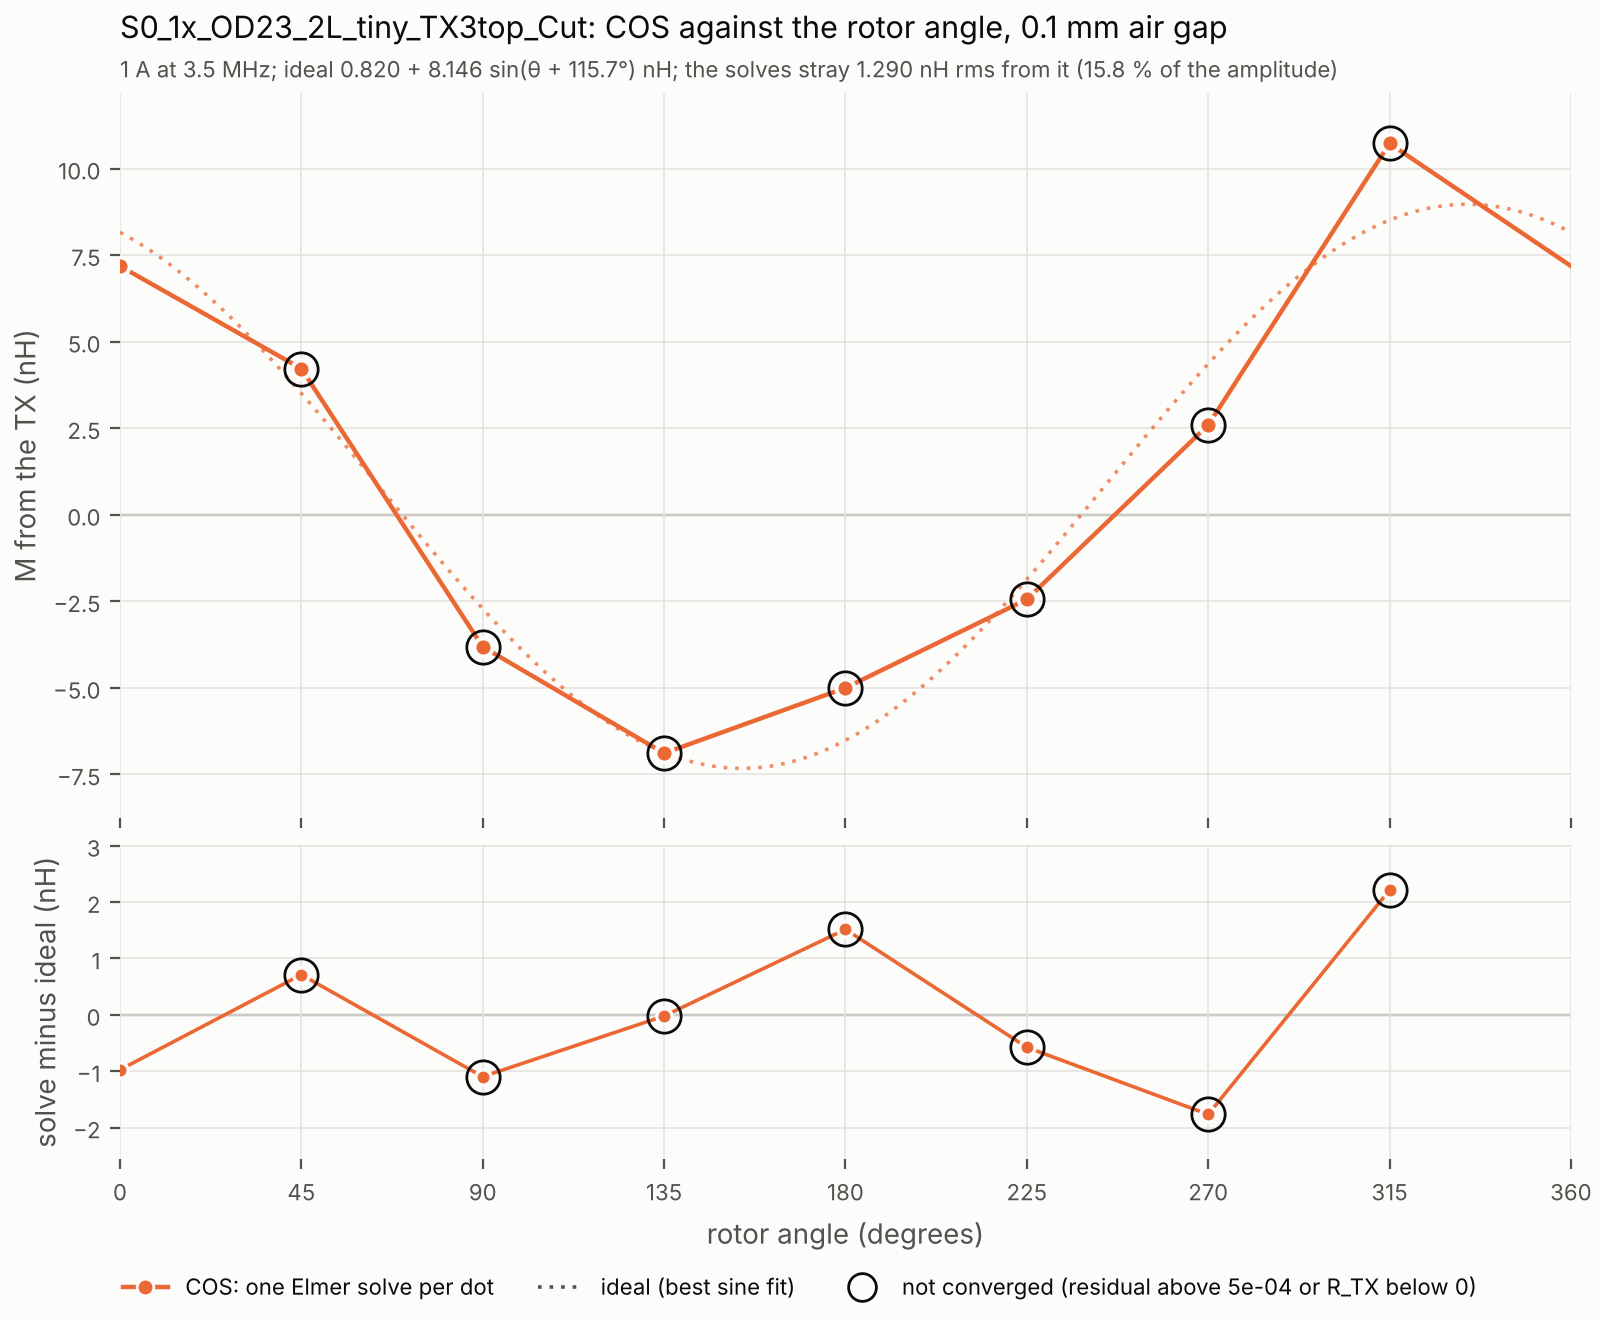 S0_1x_OD23_2L_tiny_TX3top_Cut: COS against the rotor angle, 0.1 mm air gap
1 A at 3.5 MHz; ideal 0.820 + 8.146 sin(θ + 115.7°) nH; the solves stray 1.290 nH rms from it (15.8 % of the amplitude)
M from the TX (nH)
10.0
7.5
5.0
2.5
0.0
−2.5
−5.0
−7.5
solve minus ideal (nH)
3
2
1
0
−1
−2
0 45 90 135 180 225 270 315 360
rotor angle (degrees)
COS: one Elmer solve per dot ideal (best sine fit) not converged (residual above 5e-04 or R_TX below 0)